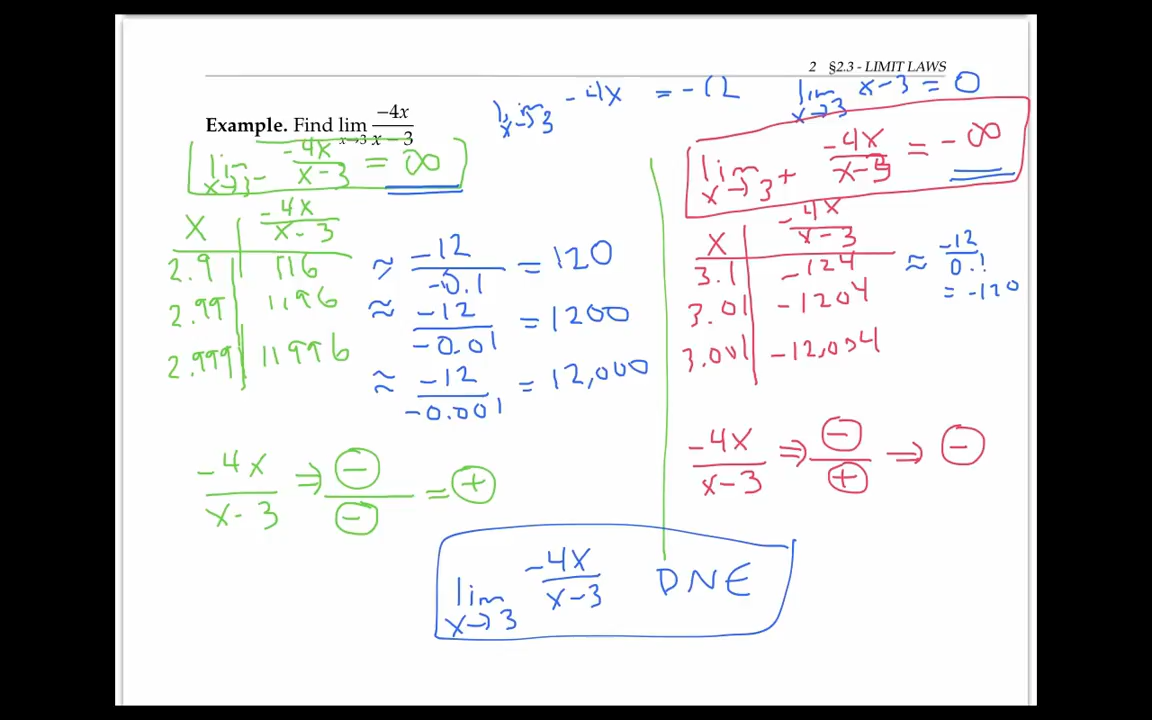 2 §2.3 - LIMIT LAWS
lim x→3 -4x = -12
lim x→3 x-3 = 0
Example. Find lim x→3 -4x/x-3
lim x→3- -4x/x-3 = ∞
x | -4x/x-3
2.9 | 116 ≈ -12/-0.1 = 120
2.99 | 1196 ≈ -12/-0.01 = 1200
2.999 | 11996 ≈ -12/-0.001 = 12,000
-4x/x-3 ⇒ -/- = +
lim x→3+ -4x/x-3 = -∞
x | -4x/x-3
3.1 | -124 ≈ -12/0.1
= -120
3.01 | -1204
3.001 | -12,004
-4x/x-3 ⇒ -/+ ⇒ -
lim x→3 -4x/x-3 DNE